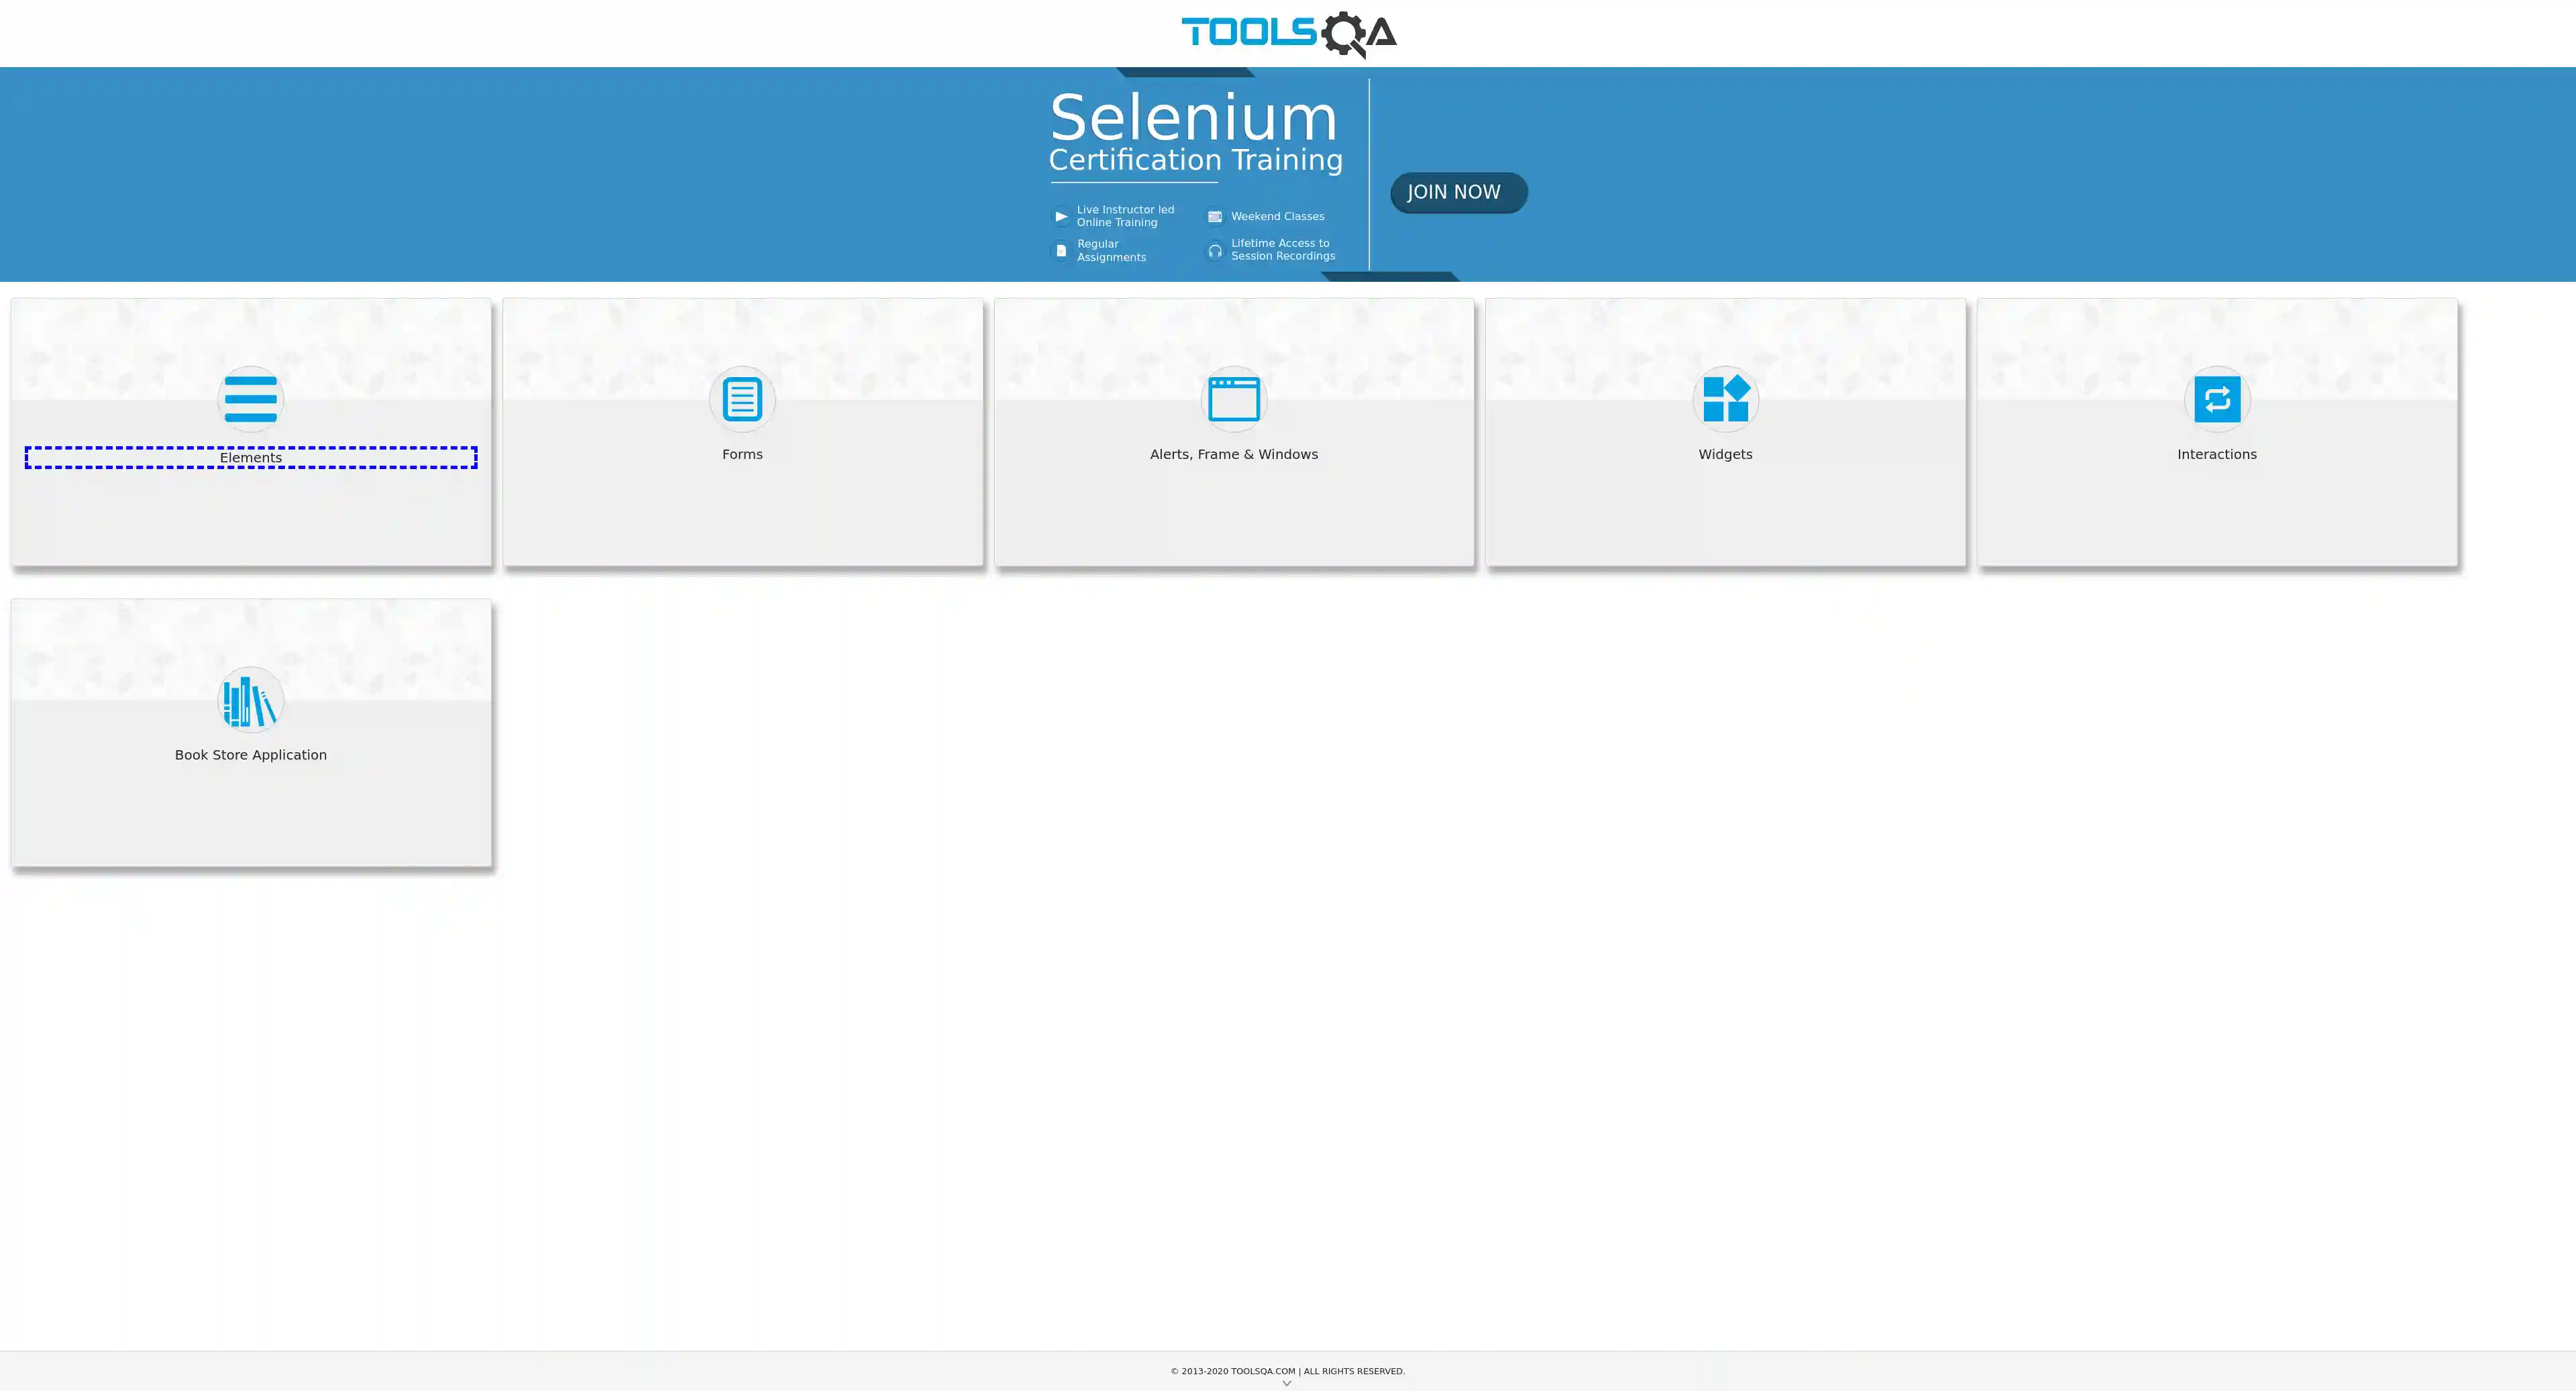 TOOLSQA
Selenium
Certification Training
Live Instructor led
Online Training
Weekend Classes
Regular
Assignments
Lifetime Access to
Session Recordings
JOIN NOW
Elements
Forms
Alerts, Frame & Windows
Widgets
Interactions
Book Store Application
© 2013-2020 TOOLSQA.COM | ALL RIGHTS RESERVED.